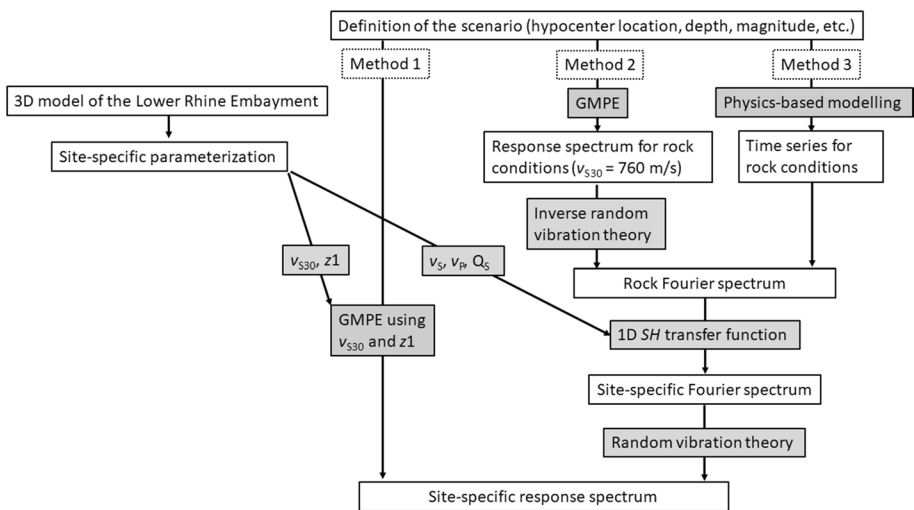 Definition of the scenario (hypocenter location, depth, magnitude, etc.)
Method 1
Method 2
Method 3
3D model of the Lower Rhine Embayment
GMPE
Physics-based modelling
Site-specific parameterization
Response spectrum for rock
conditions (vS30 = 760 m/s)
Time series for
rock conditions
Inverse random
vibration theory
vS30, z1
vS, vP, QS
Rock Fourier spectrum
GMPE using
vS30 and z1
1D SH transfer function
Site-specific Fourier spectrum
Random vibration theory
Site-specific response spectrum